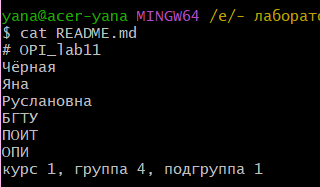 yana@acer-yana MINGW64 /e/- лаборато
$ cat README.md
# OPI_lab11
Чёрная
Яна
Руслановна
БГТУ
ПОИТ
ОПИ
курс 1, группа 4, подгруппа 1